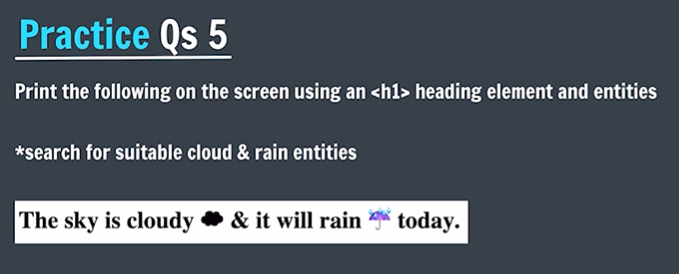 Practice Qs 5
Print the following on the screen using an <h1> heading element and entities
*search for suitable cloud & rain entities
The sky is cloudy ☁ & it will rain ☔ today.